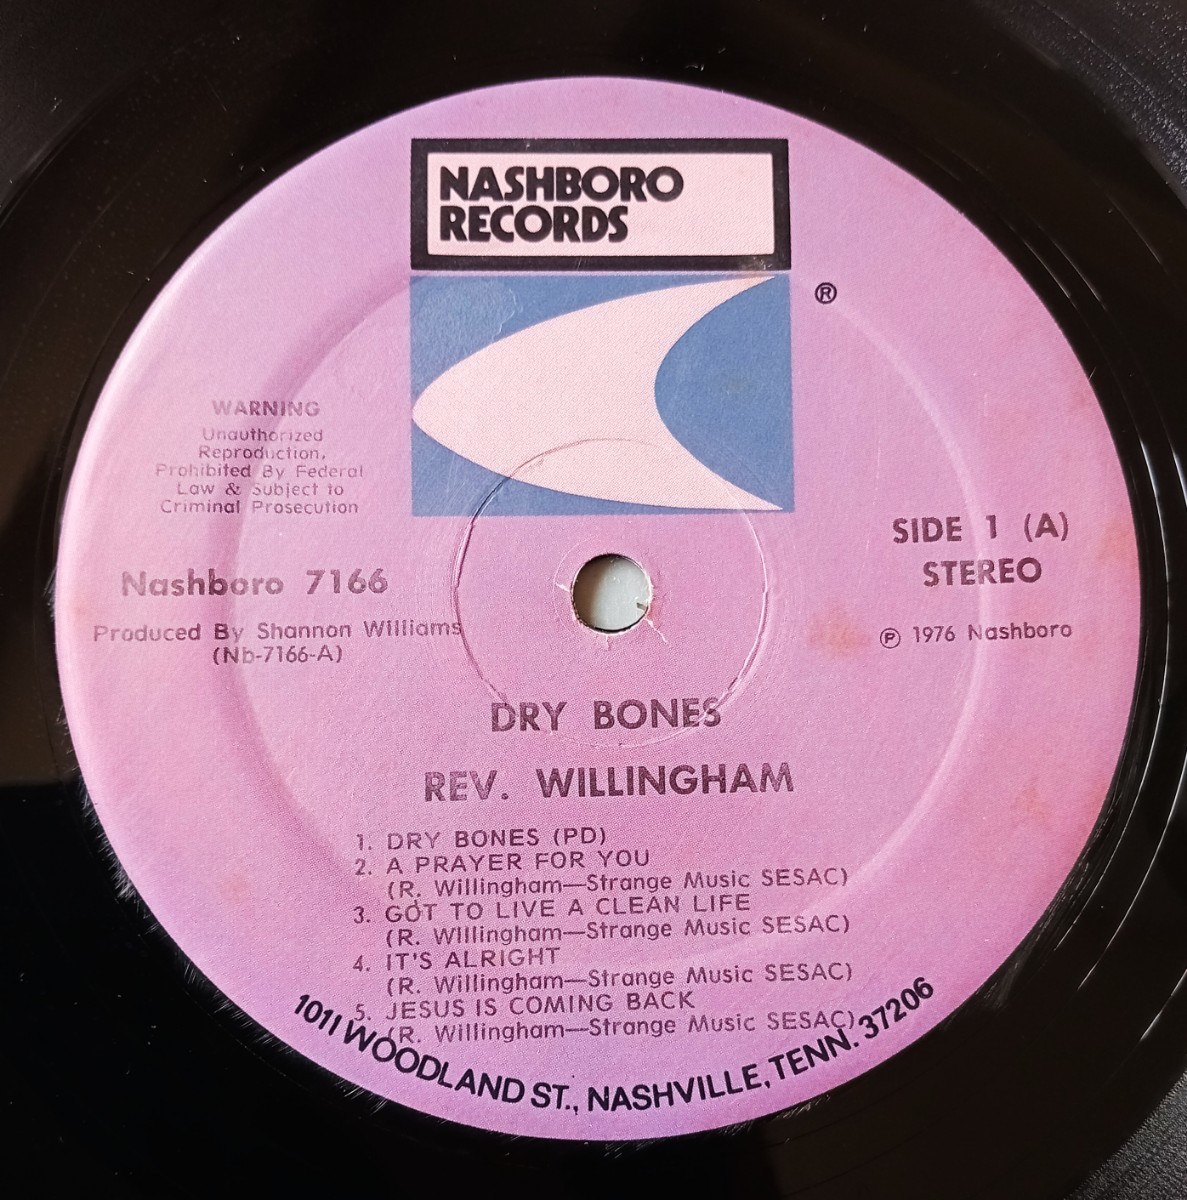 NASHBORO
RECORDS
®
WARNING
Unauthorized
Reproduction,
Prohibited By Federal
Law & Subject to
Criminal Prosecution
SIDE 1 (A)
STEREO
Nashboro 7166
Produced By Shannon Williams
(Nb-7166-A)
℗ 1976 Nashboro
DRY BONES
REV. WILLINGHAM
1. DRY BONES (PD)
2. A PRAYER FOR YOU
(R. Willingham—Strange Music SESAC)
3. GOT TO LIVE A CLEAN LIFE
(R. Willingham—Strange Music SESAC)
4. IT'S ALRIGHT
(R. Willingham—Strange Music SESAC)
5. JESUS IS COMING BACK
(R. Willingham—Strange Music SESAC)
1011 WOODLAND ST., NASHVILLE, TENN. 37206